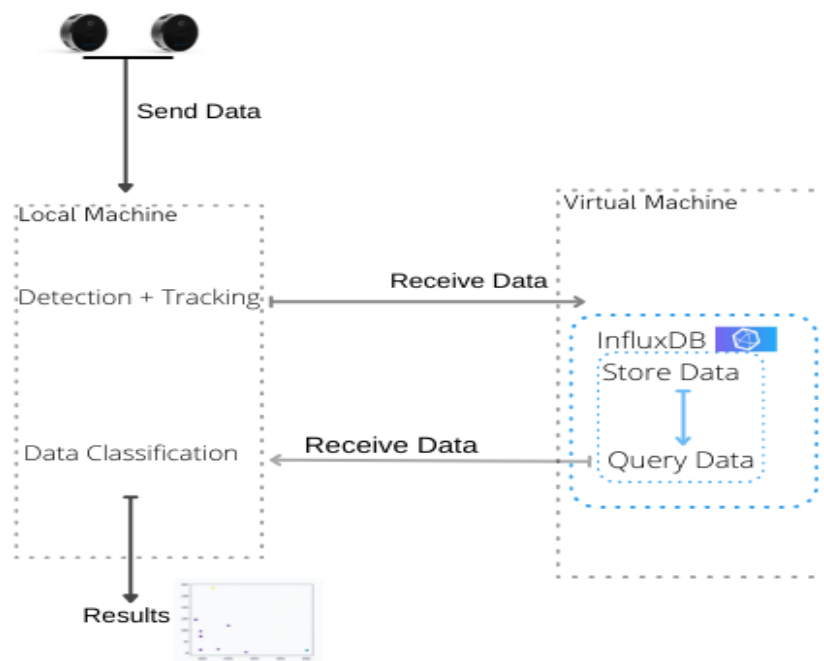 Send Data
Local Machine
Virtual Machine
Detection + Tracking
Receive Data
InfluxDB
Store Data
Data Classification
Receive Data
Query Data
Results